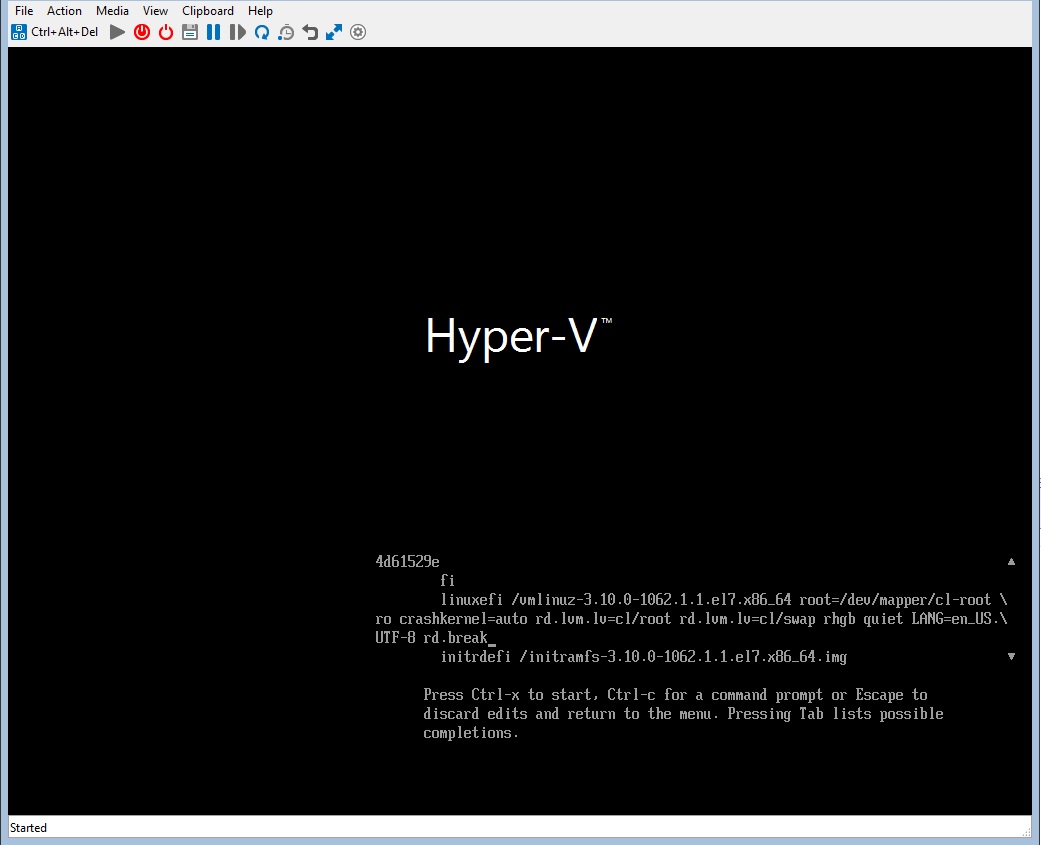 File Action Media View Clipboard Help
Ctrl+Alt+Del
Hyper-V™
4d61529e
fi
linuxefi /vmlinuz-3.10.0-1062.1.1.el7.x86_64 root=/dev/mapper/cl-root \
ro crashkernel=auto rd.lvm.lv=cl/root rd.lvm.lv=cl/swap rhgb quiet LANG=en_US.\
UTF-8 rd.break_
initrdefi /initramfs-3.10.0-1062.1.1.el7.x86_64.img
Press Ctrl-x to start, Ctrl-c for a command prompt or Escape to
discard edits and return to the menu. Pressing Tab lists possible
completions.
Started